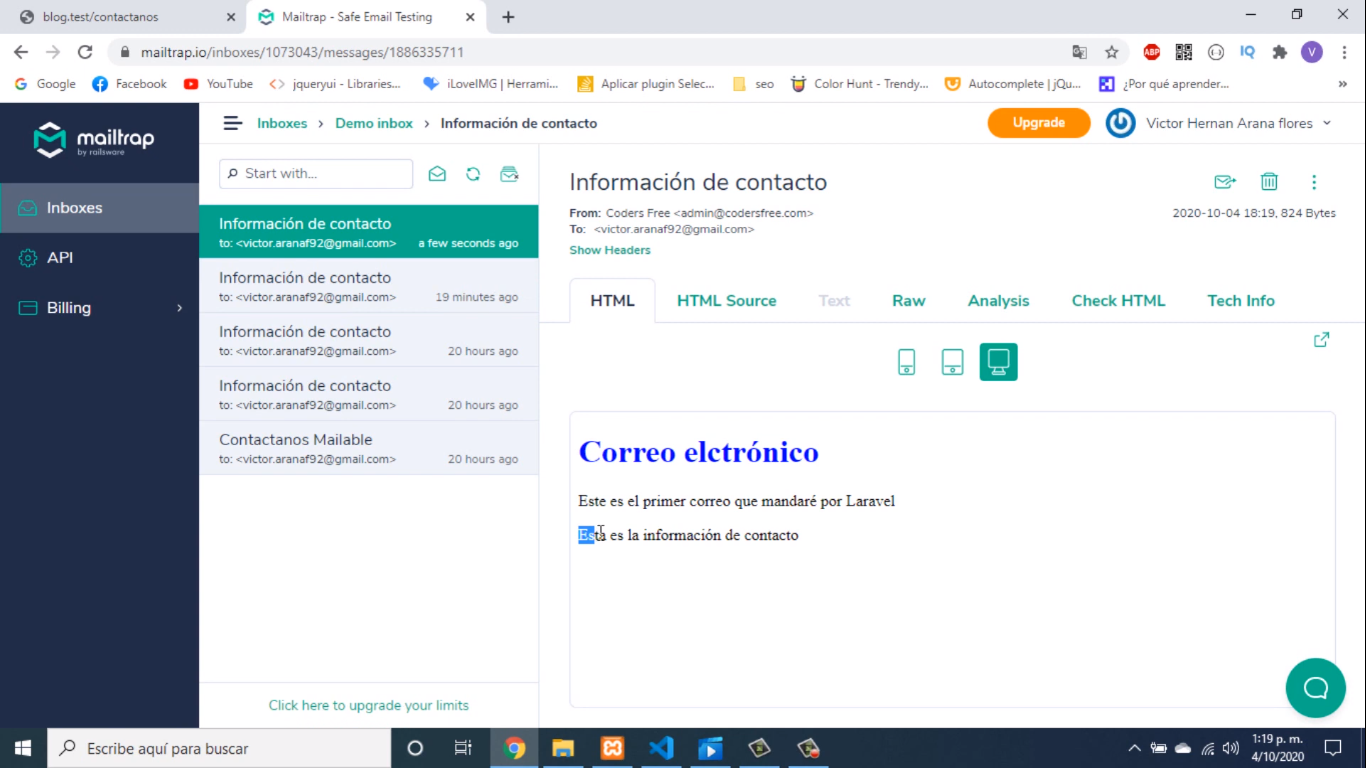 blog.test/contactanos
Mailtrap - Safe Email Testing
mailtrap.io/inboxes/1073043/messages/1886335711
ABP
IQ
V
Google
Facebook
YouTube
jqueryui - Libraries...
iLoveIMG | Herrami...
Aplicar plugin Selec...
seo
Color Hunt - Trendy...
Autocomplete | jQu...
¿Por qué aprender...
»
mailtrap
by railsware
Inboxes
API
Billing
Inboxes › Demo inbox › Información de contacto
Upgrade
Victor Hernan Arana flores
Start with...
Información de contacto
to: <victor.aranaf92@gmail.com> a few seconds ago
Información de contacto
to: <victor.aranaf92@gmail.com> 19 minutes ago
Información de contacto
to: <victor.aranaf92@gmail.com> 20 hours ago
Información de contacto
to: <victor.aranaf92@gmail.com> 20 hours ago
Contactanos Mailable
to: <victor.aranaf92@gmail.com> 20 hours ago
Click here to upgrade your limits
Información de contacto
From: Coders Free <admin@codersfree.com>
2020-10-04 18:19, 824 Bytes
To: <victor.aranaf92@gmail.com>
Show Headers
HTML
HTML Source
Text
Raw
Analysis
Check HTML
Tech Info
Correo elctrónico
Este es el primer correo que mandaré por Laravel
Esta es la información de contacto
Escribe aquí para buscar
1:19 p. m.
4/10/2020